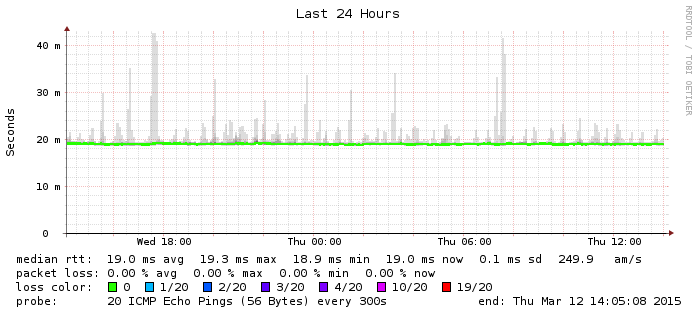 Last 24 Hours
RRDTOOL / TOBI OETIKER
Seconds
40 m
30 m
20 m
10 m
0
Wed 18:00 Thu 00:00 Thu 06:00 Thu 12:00
median rtt: 19.0 ms avg 19.3 ms max 18.9 ms min 19.0 ms now 0.1 ms sd 249.9 am/s
packet loss: 0.00 % avg 0.00 % max 0.00 % min 0.00 % now
loss color: 0 1/20 2/20 3/20 4/20 10/20 19/20
probe: 20 ICMP Echo Pings (56 Bytes) every 300s end: Thu Mar 12 14:05:08 2015